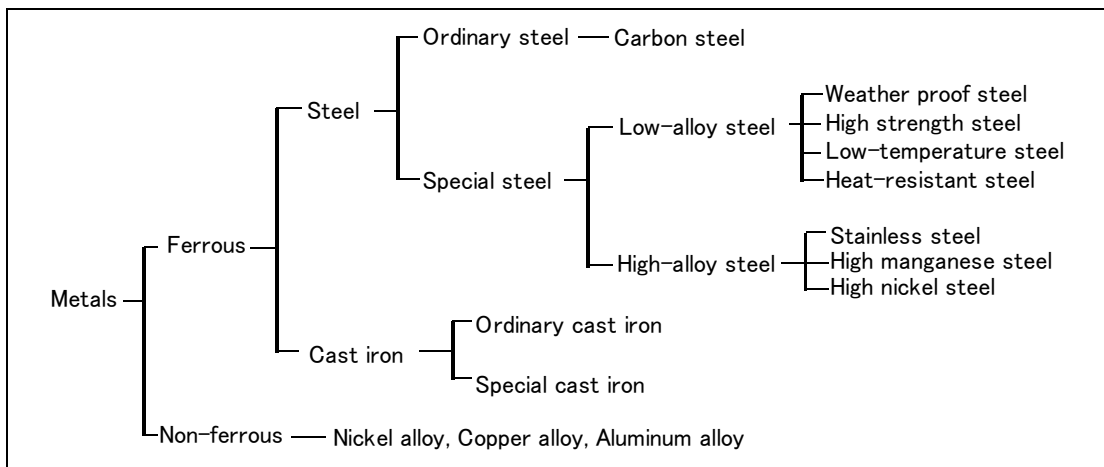 Ordinary steel
Carbon steel
Weather proof steel
Steel
High strength steel
Low-alloy steel
Low-temperature steel
Special steel
Heat-resistant steel
Stainless steel
Ferrous
High-alloy steel
High manganese steel
High nickel steel
Metals
Ordinary cast iron
Cast iron
Special cast iron
Non-ferrous
Nickel alloy, Copper alloy, Aluminum alloy